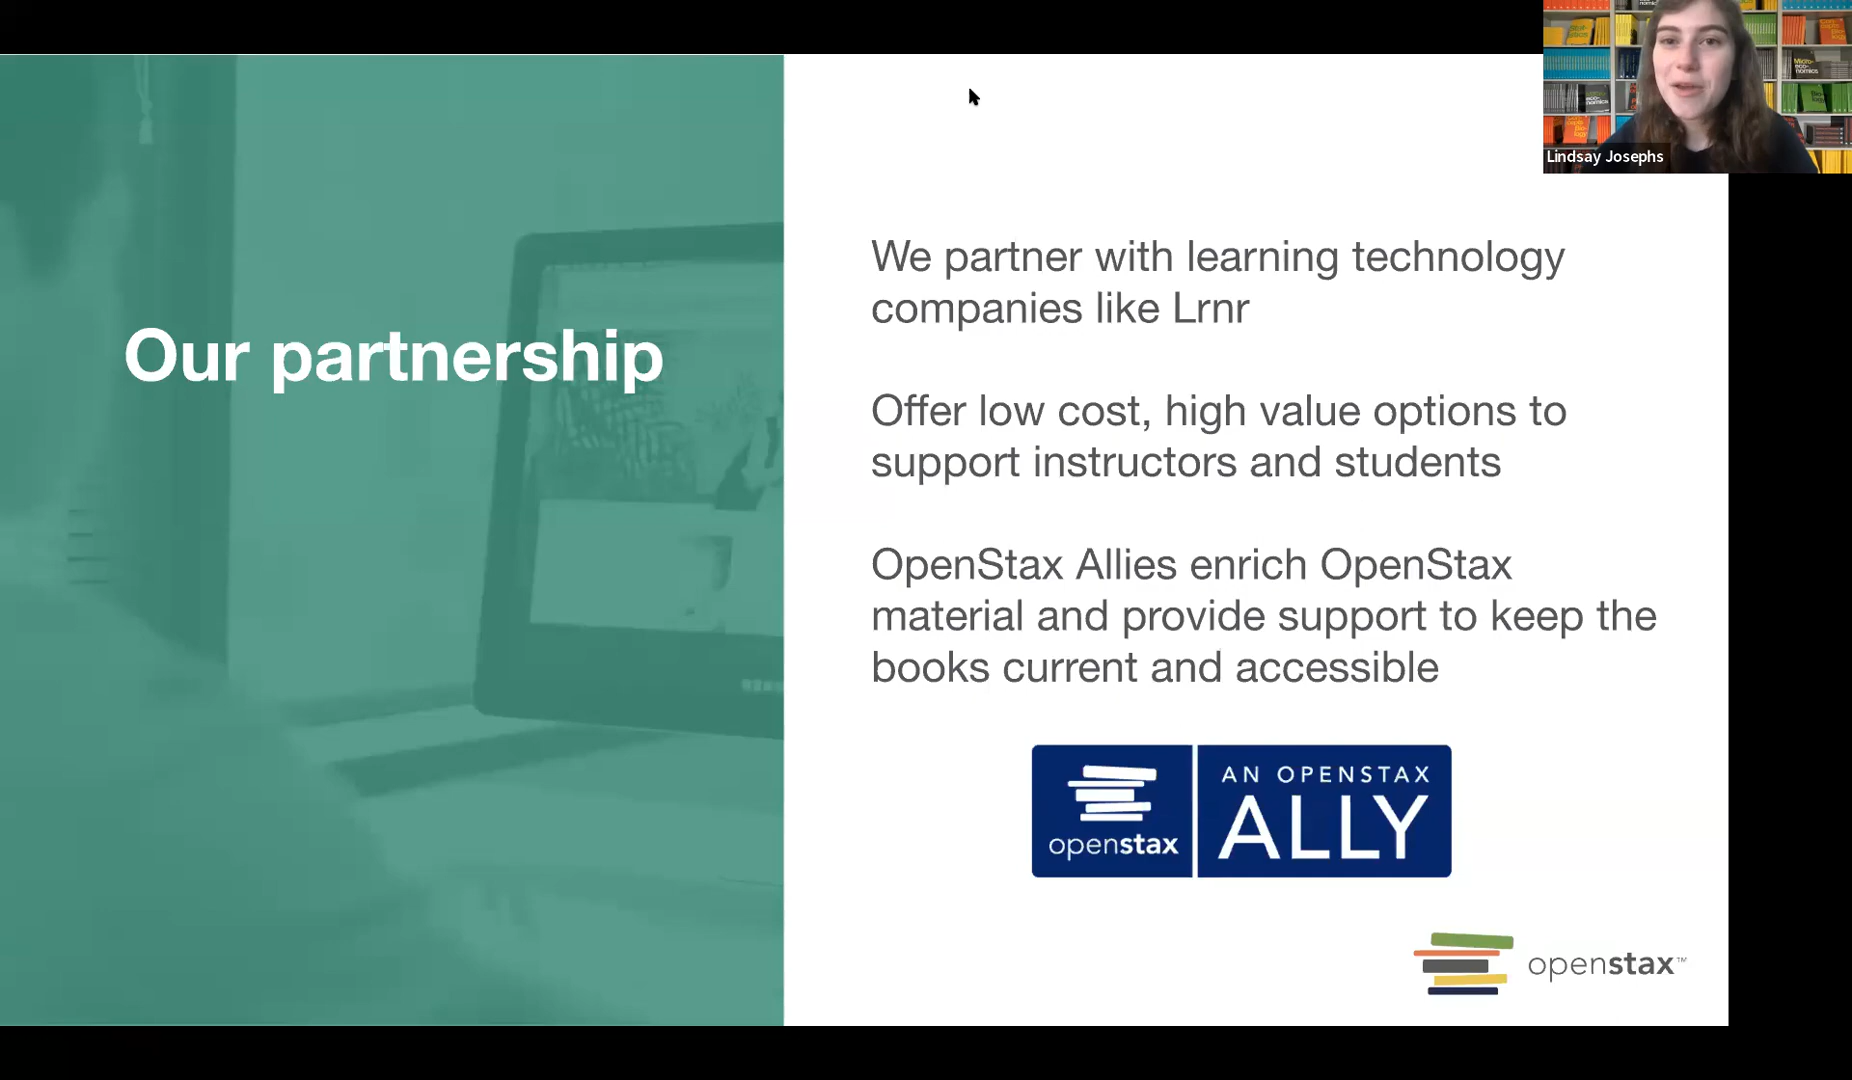 Lindsay Josephs
Our partnership
We partner with learning technology
companies like Lrnr
Offer low cost, high value options to
support instructors and students
OpenStax Allies enrich OpenStax
material and provide support to keep the
books current and accessible
openstax
AN OPENSTAX
ALLY
openstax™